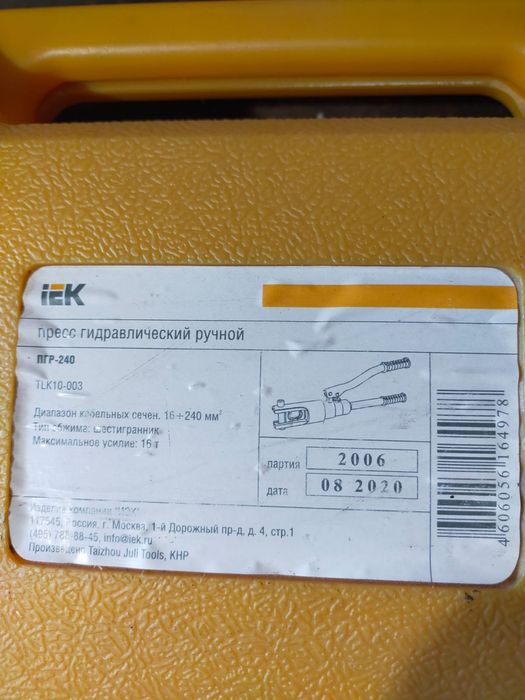 iEK
пресс гидравлический ручной
ПГР-240
TLK10-003
Диапазон кабельных сечен. 16÷240 мм²
Тип обжима: шестигранник
Максимальное усилие: 16 т
партия 2006
дата 08 2020
Изделие компании "ИЭК"
117545, Россия, г. Москва, 1-й Дорожный пр-д, д. 4, стр.1
(495) 788-88-45, info@iek.ru
Произведено Taizhou Juli Tools, КНР
4606056164978